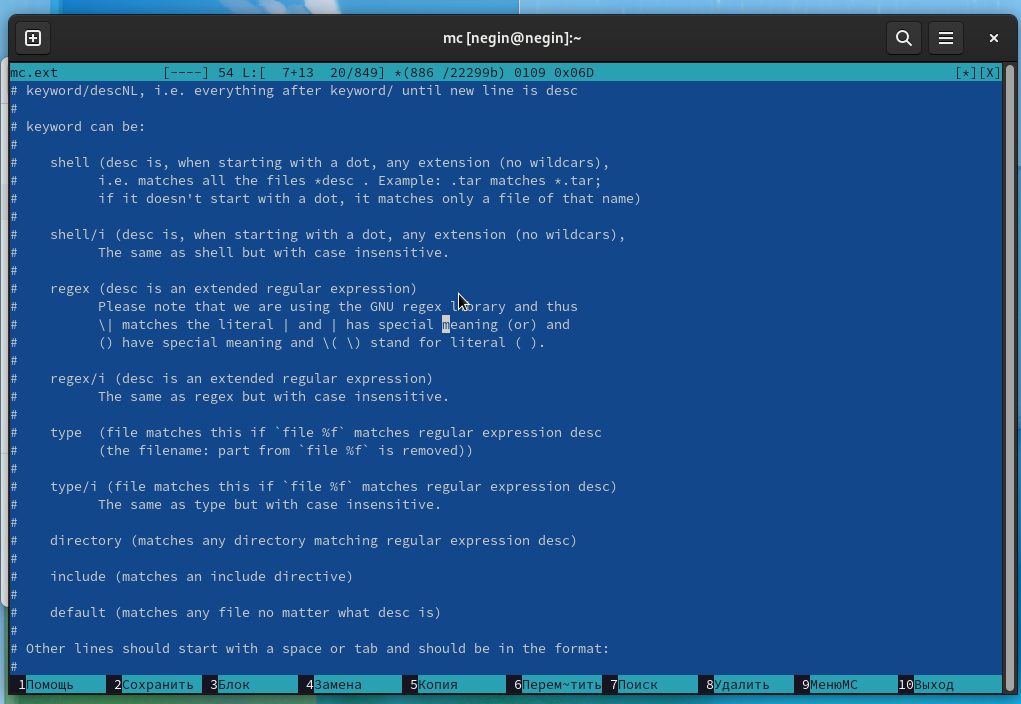 mc [negin@negin]:~
mc.ext [----] 54 L:[ 7+13 20/849] *(886 /22299b) 0109 0x06D [*][X]
# keyword/descNL, i.e. everything after keyword/ until new line is desc
#
# keyword can be:
#
# shell (desc is, when starting with a dot, any extension (no wildcars),
# i.e. matches all the files *desc . Example: .tar matches *.tar;
# if it doesn't start with a dot, it matches only a file of that name)
#
# shell/i (desc is, when starting with a dot, any extension (no wildcars),
# The same as shell but with case insensitive.
#
# regex (desc is an extended regular expression)
# Please note that we are using the GNU regex library and thus
# \| matches the literal | and | has special meaning (or) and
# () have special meaning and \( \) stand for literal ( ).
#
# regex/i (desc is an extended regular expression)
# The same as regex but with case insensitive.
#
# type (file matches this if `file %f` matches regular expression desc
# (the filename: part from `file %f` is removed))
#
# type/i (file matches this if `file %f` matches regular expression desc)
# The same as type but with case insensitive.
#
# directory (matches any directory matching regular expression desc)
#
# include (matches an include directive)
#
# default (matches any file no matter what desc is)
#
# Other lines should start with a space or tab and should be in the format:
#
1Помощь 2Сохранить 3Блок 4Замена 5Копия 6Перем~тить 7Поиск 8Удалить 9МенюMC 10Выход